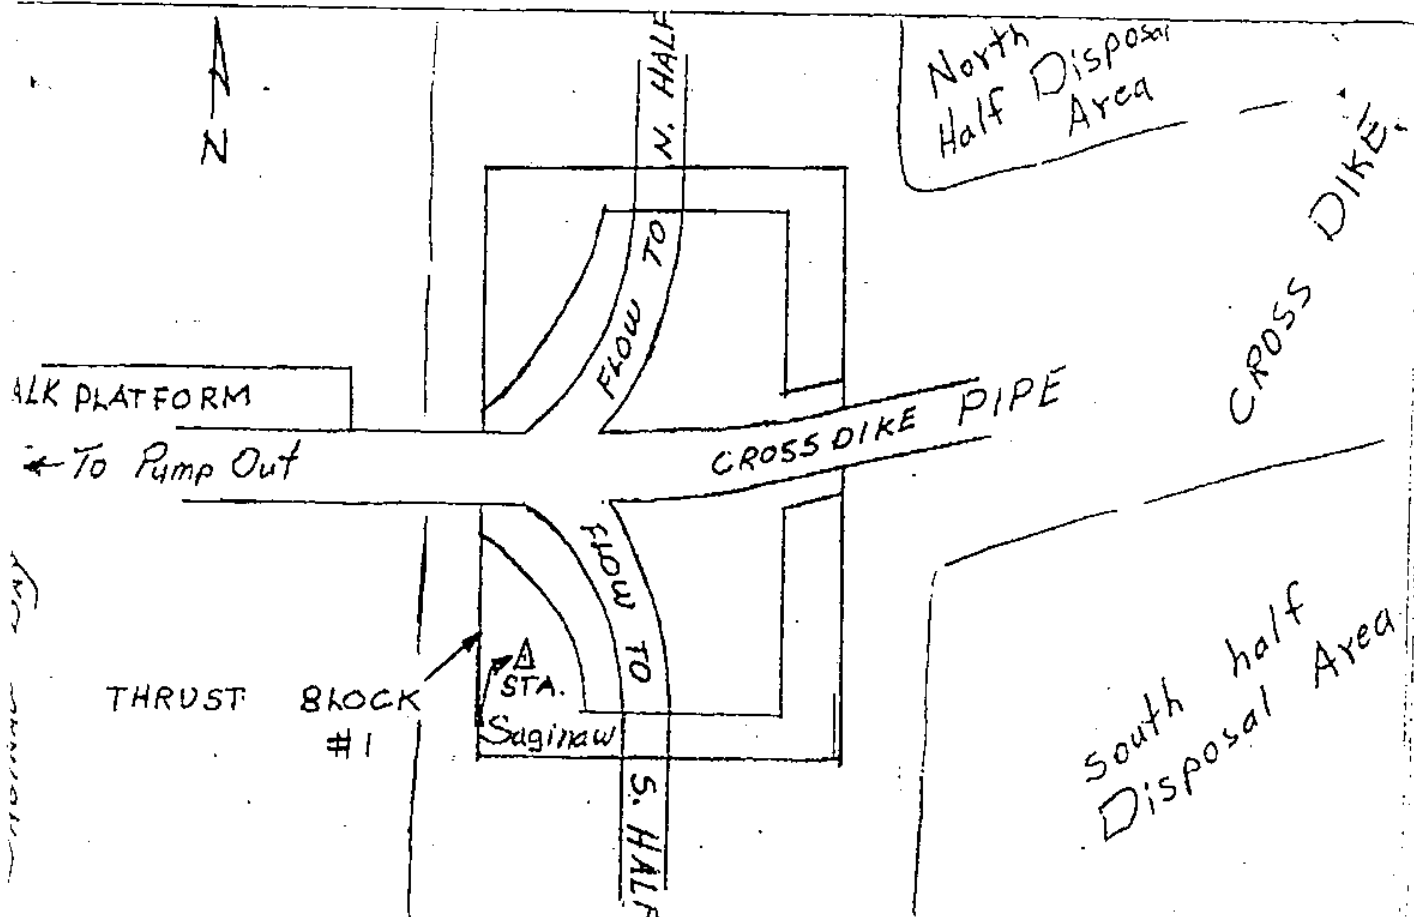 N
N. HALF
FLOW TO
North
Half Disposal
Area
CROSS DIKE
ALK PLATFORM
← To Pump Out
CROSS DIKE PIPE
FLOW TO
S. HALF
THRUST BLOCK
#1
STA.
Saginaw
South half
Disposal Area